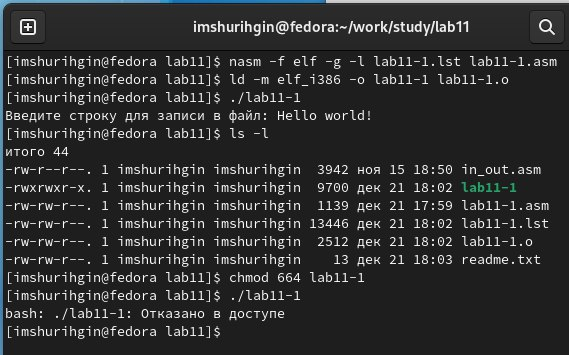 imshurihgin@fedora:~/work/study/lab11
[imshurihgin@fedora lab11]$ nasm -f elf -g -l lab11-1.lst lab11-1.asm
[imshurihgin@fedora lab11]$ ld -m elf_i386 -o lab11-1 lab11-1.o
[imshurihgin@fedora lab11]$ ./lab11-1
Введите строку для записи в файл: Hello world!
[imshurihgin@fedora lab11]$ ls -l
итого 44
-rw-r--r--. 1 imshurihgin imshurihgin  3942 ноя 15 18:50 in_out.asm
-rwxrwxr-x. 1 imshurihgin imshurihgin  9700 дек 21 18:02 lab11-1
-rw-rw-r--. 1 imshurihgin imshurihgin  1139 дек 21 17:59 lab11-1.asm
-rw-rw-r--. 1 imshurihgin imshurihgin 13446 дек 21 18:02 lab11-1.lst
-rw-rw-r--. 1 imshurihgin imshurihgin  2512 дек 21 18:02 lab11-1.o
-rw-rw-r--. 1 imshurihgin imshurihgin    13 дек 21 18:03 readme.txt
[imshurihgin@fedora lab11]$ chmod 664 lab11-1
[imshurihgin@fedora lab11]$ ./lab11-1
bash: ./lab11-1: Отказано в доступе
[imshurihgin@fedora lab11]$